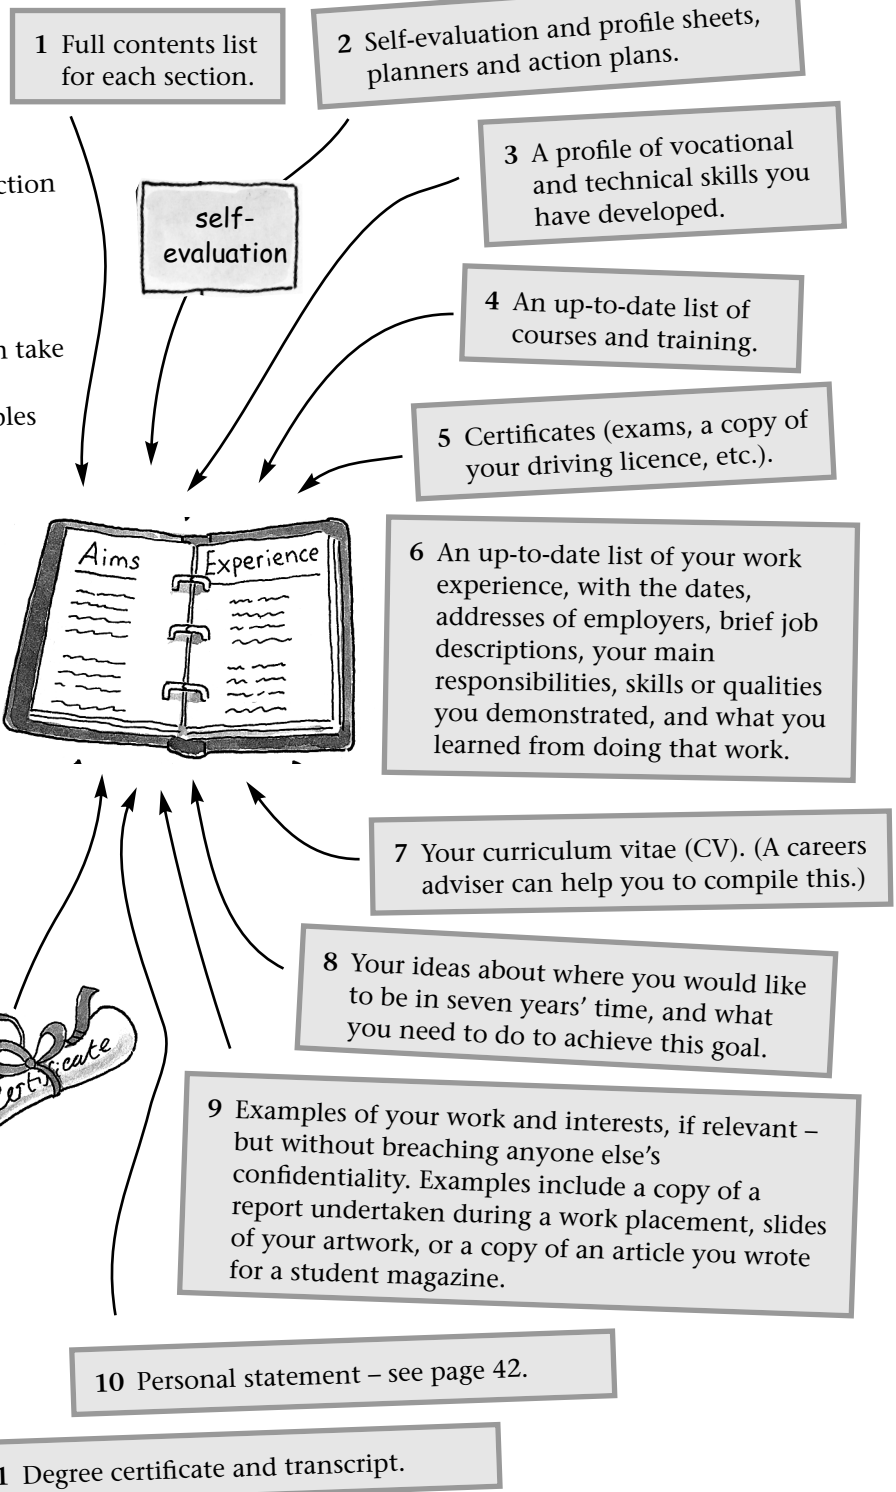 1 Full contents list
for each section.
2 Self-evaluation and profile sheets,
planners and action plans.
3 A profile of vocational
and technical skills you
have developed.
ction
self-
evaluation
4 An up-to-date list of
courses and training.
n take
ples
5 Certificates (exams, a copy of
your driving licence, etc.).
Aims
Experience
6 An up-to-date list of your work
experience, with the dates,
addresses of employers, brief job
descriptions, your main
responsibilities, skills or qualities
you demonstrated, and what you
learned from doing that work.
7 Your curriculum vitae (CV). (A careers
adviser can help you to compile this.)
8 Your ideas about where you would like
to be in seven years’ time, and what
you need to do to achieve this goal.
Certificate
9 Examples of your work and interests, if relevant –
but without breaching anyone else’s
confidentiality. Examples include a copy of a
report undertaken during a work placement, slides
of your artwork, or a copy of an article you wrote
for a student magazine.
10 Personal statement – see page 42.
1 Degree certificate and transcript.